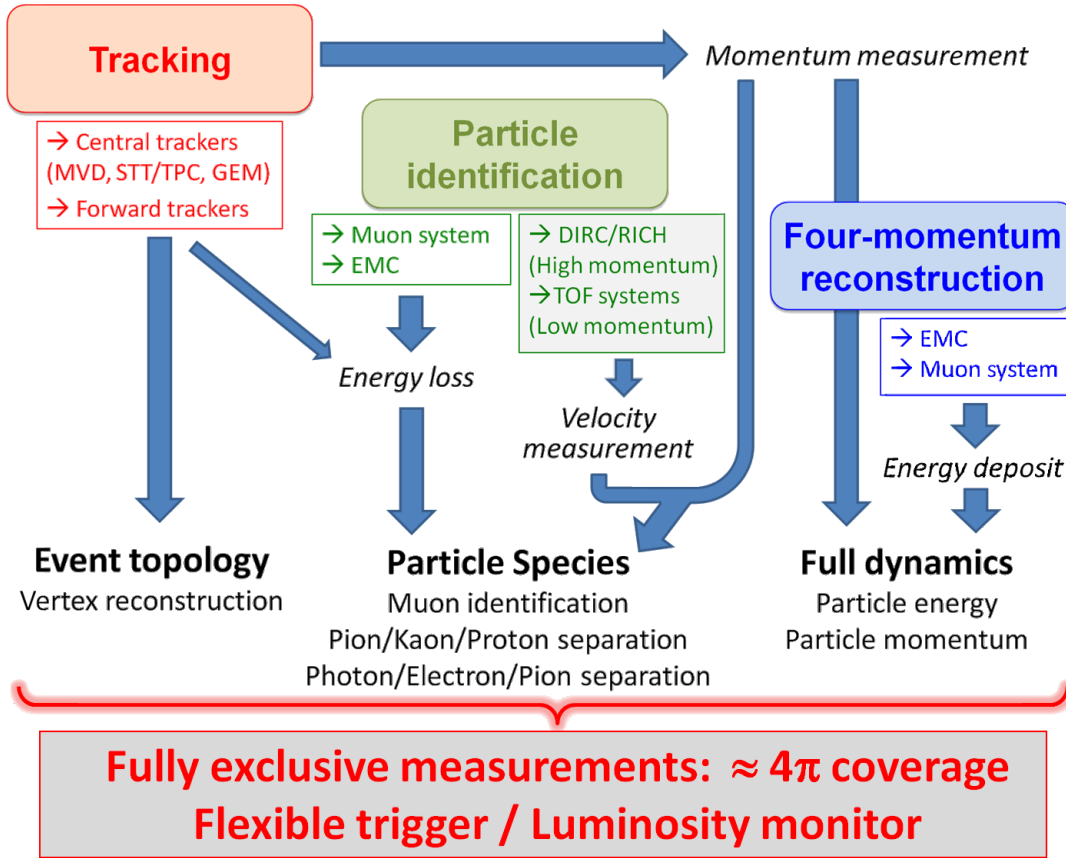 Tracking
Momentum measurement
→ Central trackers
(MVD, STT/TPC, GEM)
→ Forward trackers
Particle
identification
→ Muon system
→ EMC
→ DIRC/RICH
(High momentum)
→TOF systems
(Low momentum)
Four-momentum
reconstruction
→ EMC
→ Muon system
Energy loss
Velocity
measurement
Energy deposit
Event topology
Vertex reconstruction
Particle Species
Muon identification
Pion/Kaon/Proton separation
Photon/Electron/Pion separation
Full dynamics
Particle energy
Particle momentum
Fully exclusive measurements: ≈ 4π coverage
Flexible trigger / Luminosity monitor